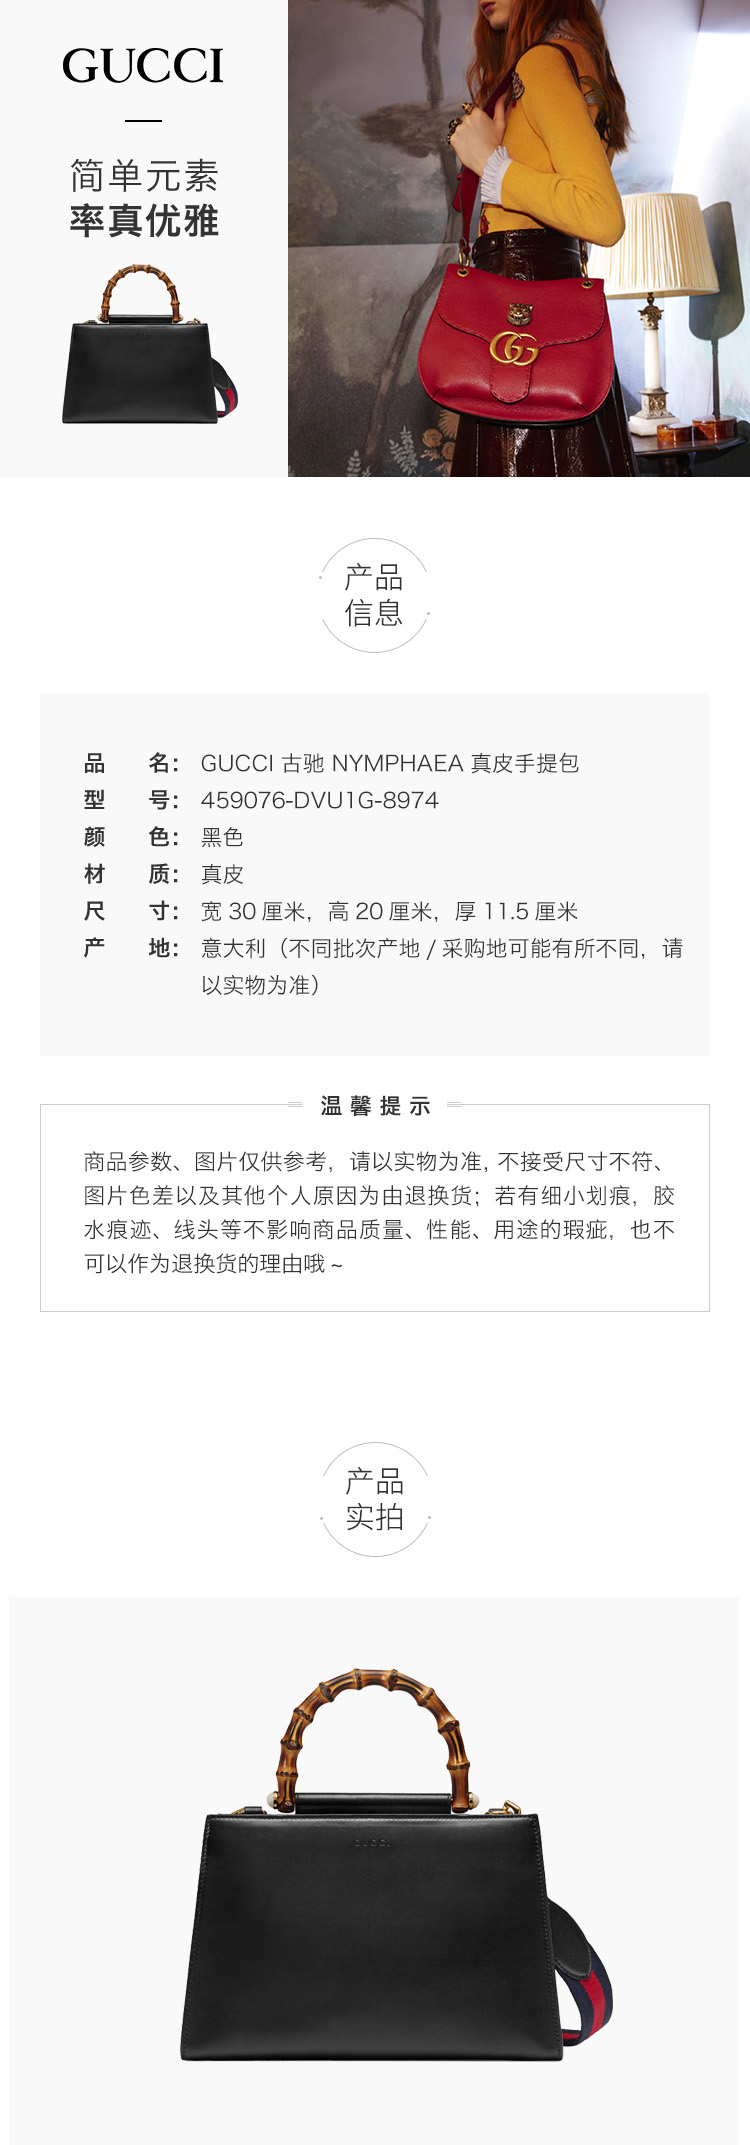 GUCCI
简单元素
率真优雅
产品
信息
品 名： GUCCI 古驰 NYMPHAEA 真皮手提包
型 号： 459076-DVU1G-8974
颜 色： 黑色
材 质： 真皮
尺 寸： 宽 30 厘米，高 20 厘米，厚 11.5 厘米
产 地： 意大利（不同批次产地 / 采购地可能有所不同，请
以实物为准）
温馨提示
商品参数、图片仅供参考，请以实物为准, 不接受尺寸不符、
图片色差以及其他个人原因为由退换货；若有细小划痕，胶
水痕迹、线头等不影响商品质量、性能、用途的瑕疵，也不
可以作为退换货的理由哦 ~
产品
实拍
GUCCI